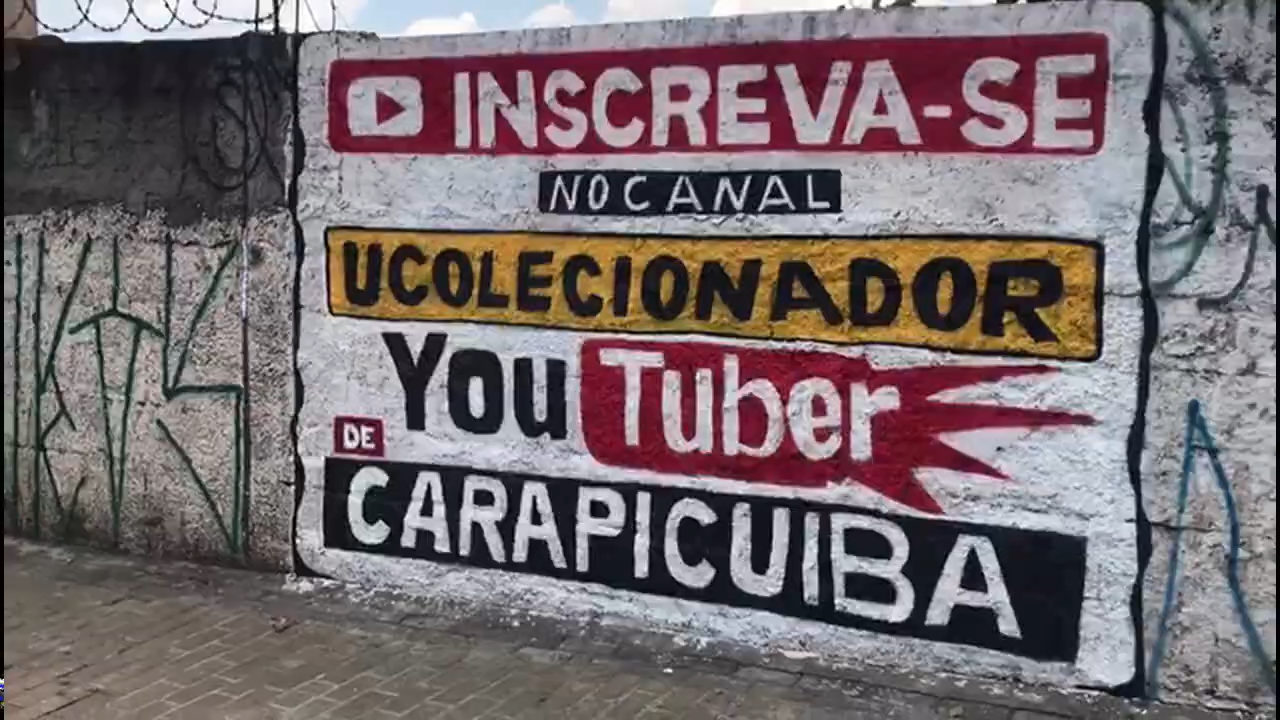 INSCREVA-SE
NO CANAL
UCOLECIONADOR
YouTuber
DE
CARAPICUIBA